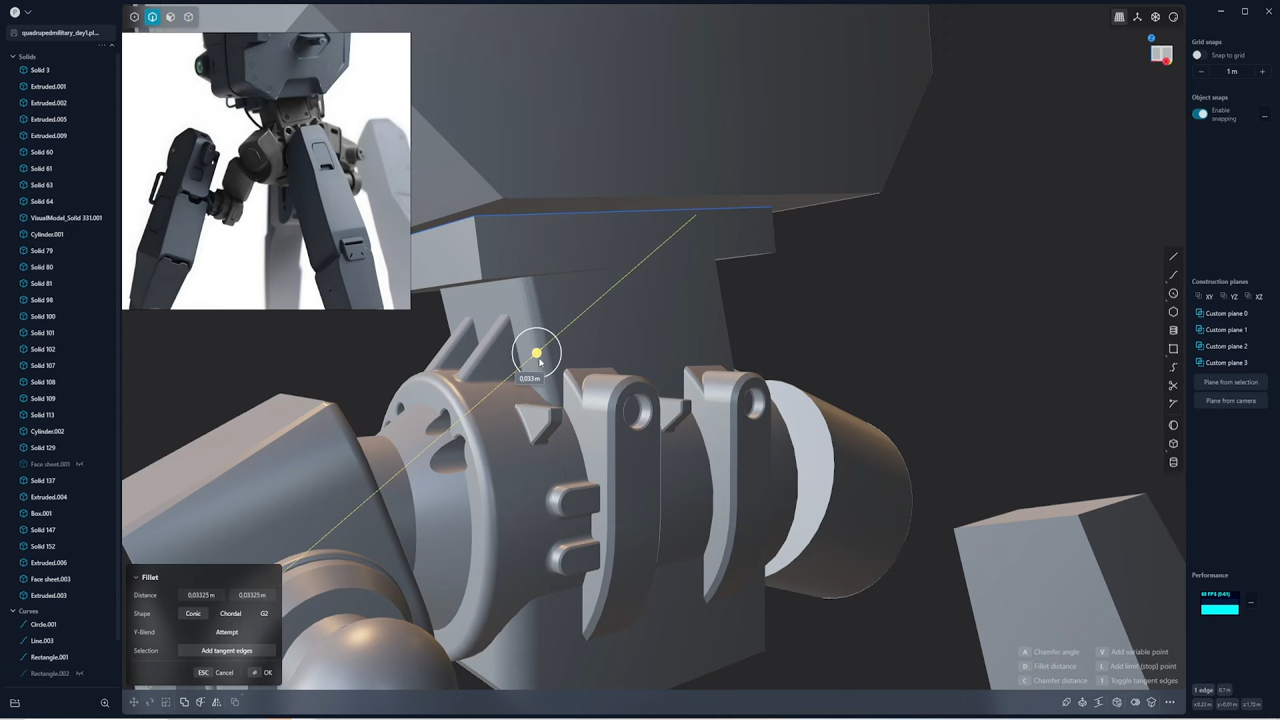 quadrupedmilitary_day1.pl...
Solids
Solid 3
Extruded.001
Extruded.002
Extruded.005
Extruded.009
Solid 60
Solid 61
Solid 63
Solid 64
VisualModel_Solid 331.001
Cylinder.001
Solid 79
Solid 80
Solid 81
Solid 98
Solid 100
Solid 101
Solid 102
Solid 107
Solid 108
Solid 109
Solid 113
Cylinder.002
Solid 129
Face sheet.001
Solid 137
Extruded.004
Box.001
Solid 147
Solid 152
Extruded.006
Face sheet.003
Extruded.003
Curves
Circle.001
Line.003
Rectangle.001
Rectangle.002
0,033 m
Fillet
Distance 0,03325 m 0,03325 m
Shape Conic Chordal G2
Y-Blend Attempt
Selection Add tangent edges
ESC Cancel OK
A Chamfer angle V Add variable point
D Fillet distance L Add limit (stop) point
C Chamfer distance T Toggle tangent edges
Grid snaps
Snap to grid
1 m
Object snaps
Enable
snapping
Construction planes
XY YZ XZ
Custom plane 0
Custom plane 1
Custom plane 2
Custom plane 3
Plane from selection
Plane from camera
Performance
1 edge 0.7 m